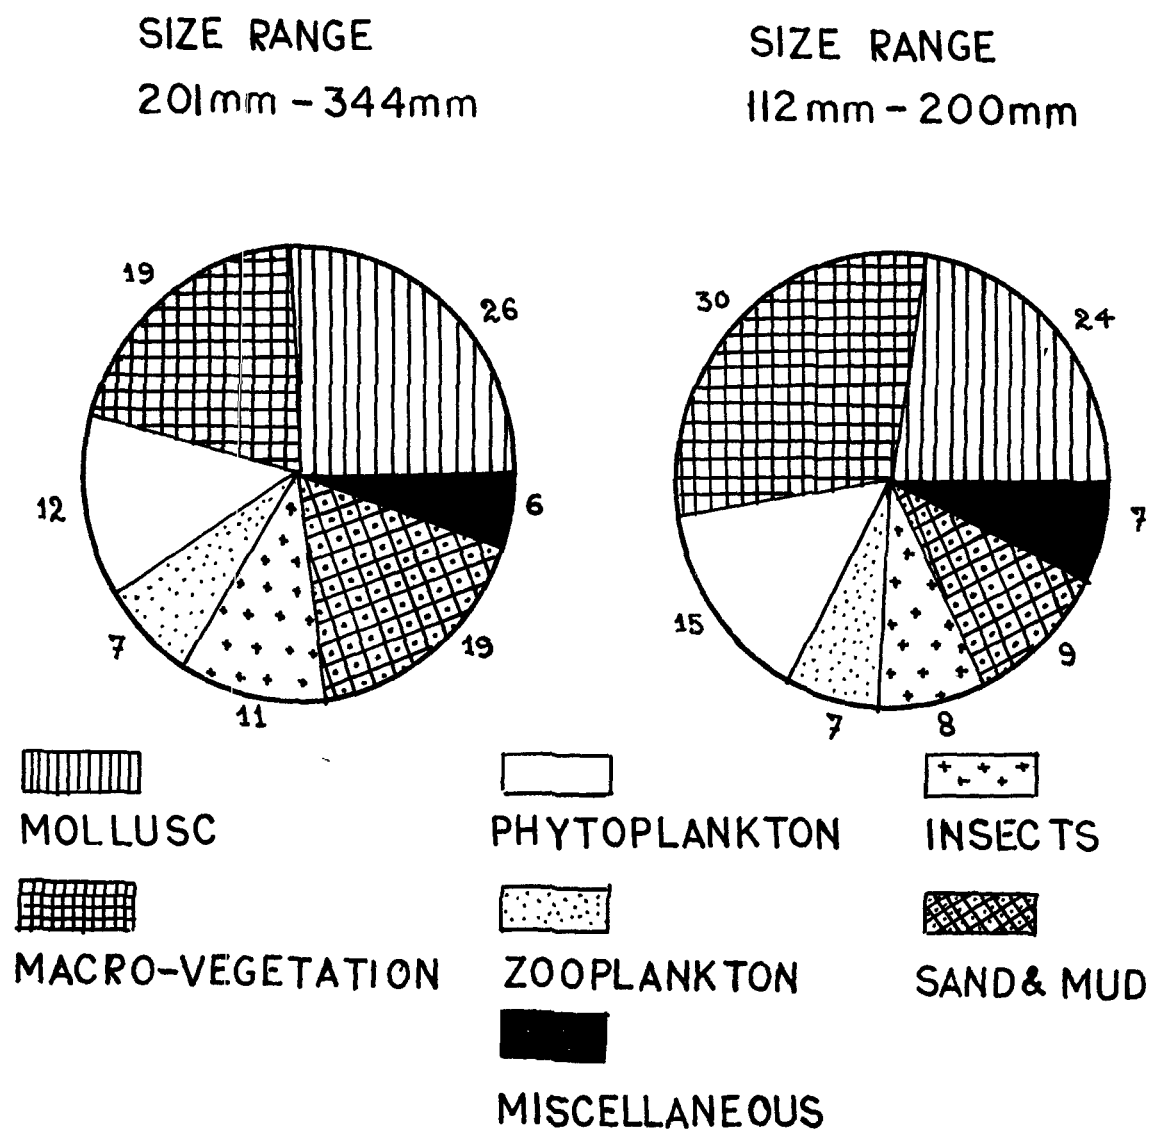 SIZE RANGE
201mm - 344mm
SIZE RANGE
112mm - 200mm
19
26
12
6
7
19
11
30
24
7
15
9
7
8
MOLLUSC
PHYTOPLANKTON
INSECTS
MACRO-VEGETATION
ZOOPLANKTON
SAND & MUD
MISCELLANEOUS